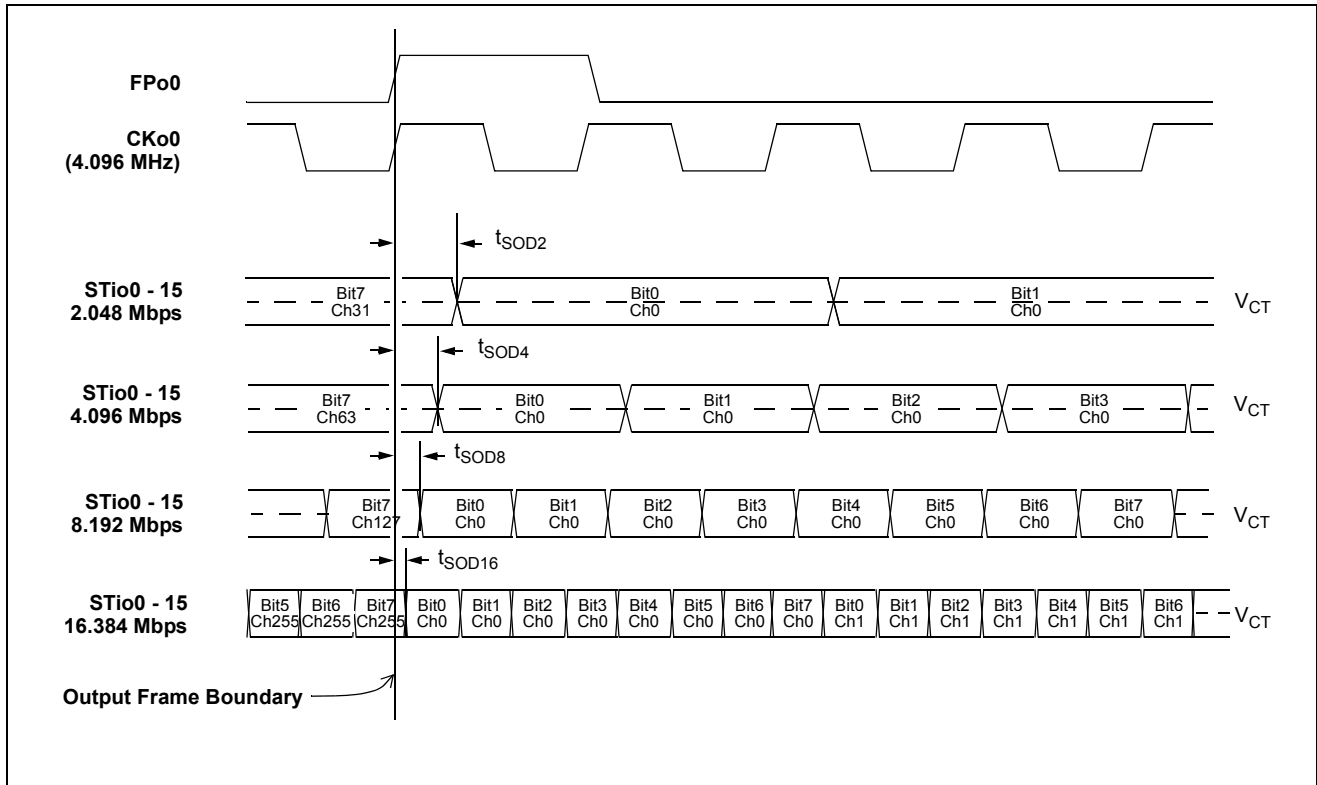 FPo0
CKo0
(4.096 MHz)
tSOD2
STio0 - 15
2.048 Mbps
Bit7 Bit0 Bit1
Ch31 Ch0 Ch0
VCT
tSOD4
STio0 - 15
4.096 Mbps
Bit7 Bit0 Bit1 Bit2 Bit3
Ch63 Ch0 Ch0 Ch0 Ch0
VCT
tSOD8
STio0 - 15
8.192 Mbps
Bit7 Bit0 Bit1 Bit2 Bit3 Bit4 Bit5 Bit6 Bit7
Ch127 Ch0 Ch0 Ch0 Ch0 Ch0 Ch0 Ch0 Ch0
VCT
tSOD16
STio0 - 15
16.384 Mbps
Bit5 Bit6 Bit7 Bit0 Bit1 Bit2 Bit3 Bit4 Bit5 Bit6 Bit7 Bit0 Bit1 Bit2 Bit3 Bit4 Bit5 Bit6
Ch255 Ch255 Ch255 Ch0 Ch0 Ch0 Ch0 Ch0 Ch0 Ch0 Ch0 Ch1 Ch1 Ch1 Ch1 Ch1 Ch1 Ch1
VCT
Output Frame Boundary